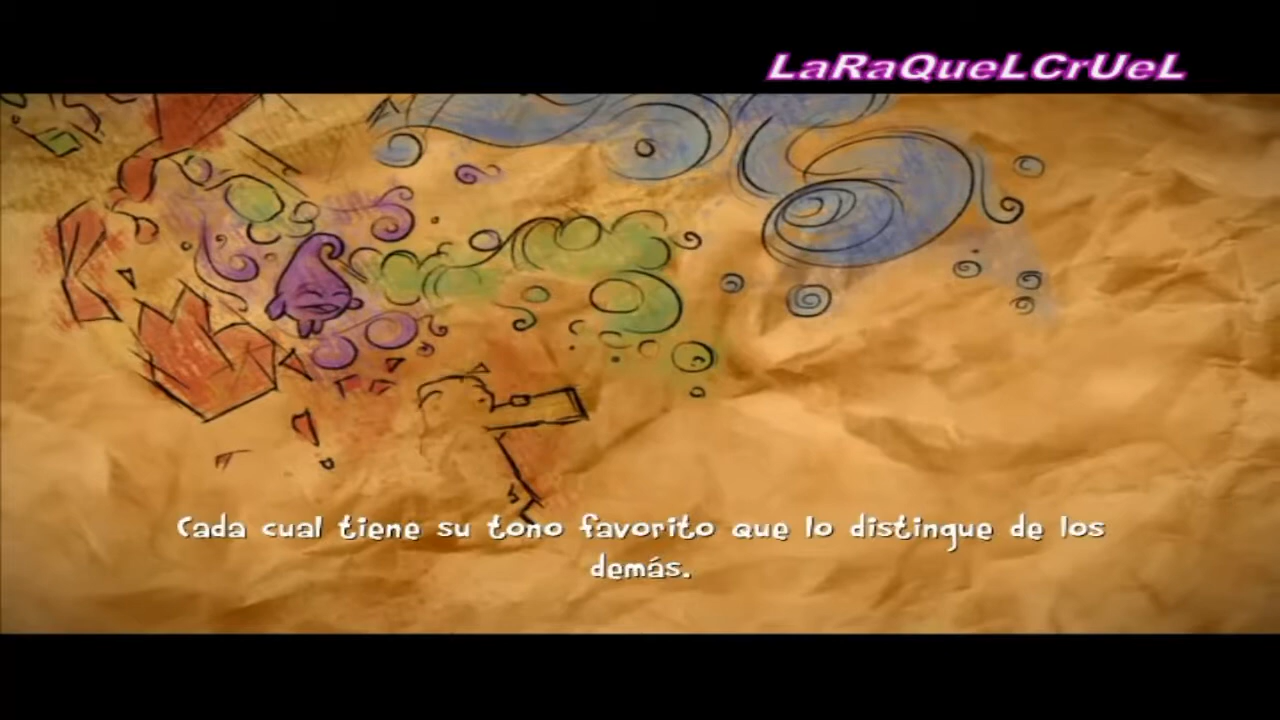 LaRaQueLCrUeL
Cada cual tiene su tono favorito que lo distingue de los
demás.